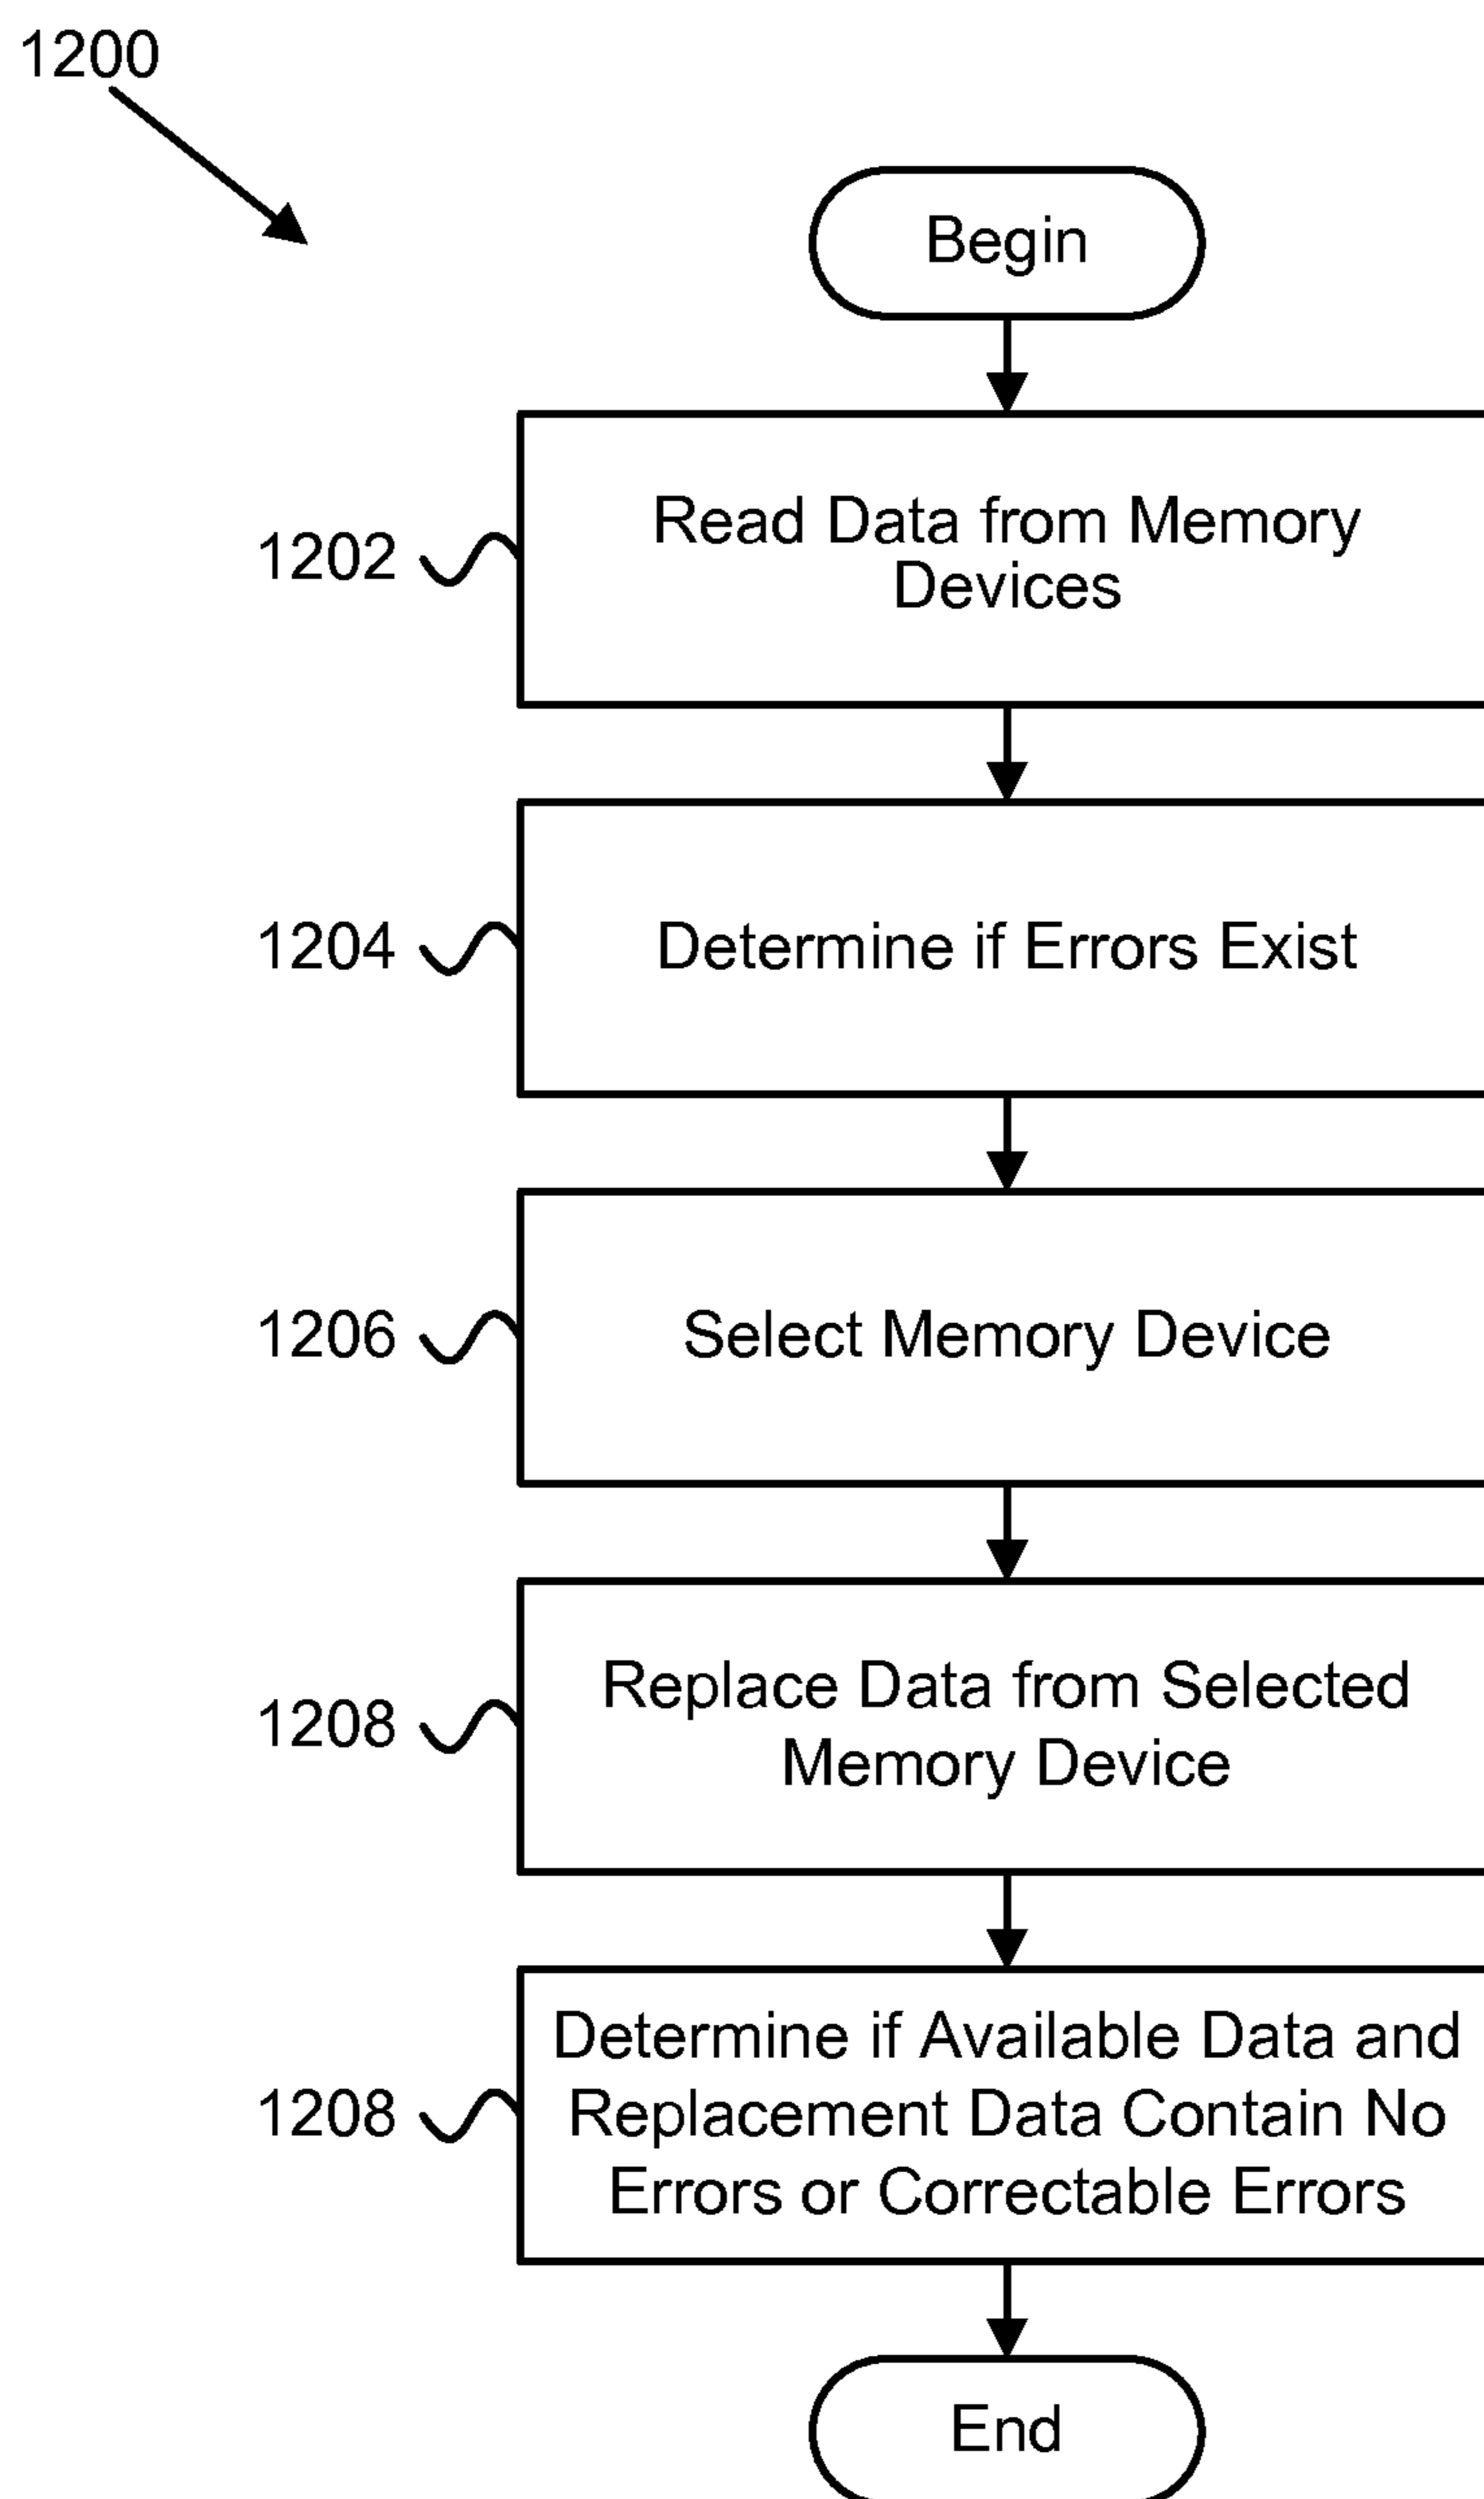 1200
Begin
Read Data from Memory
Devices
1202
Determine if Errors Exist
1204
Select Memory Device
1206
Replace Data from Selected
Memory Device
1208
Determine if Available Data and
Replacement Data Contain No
Errors or Correctable Errors
1208
End